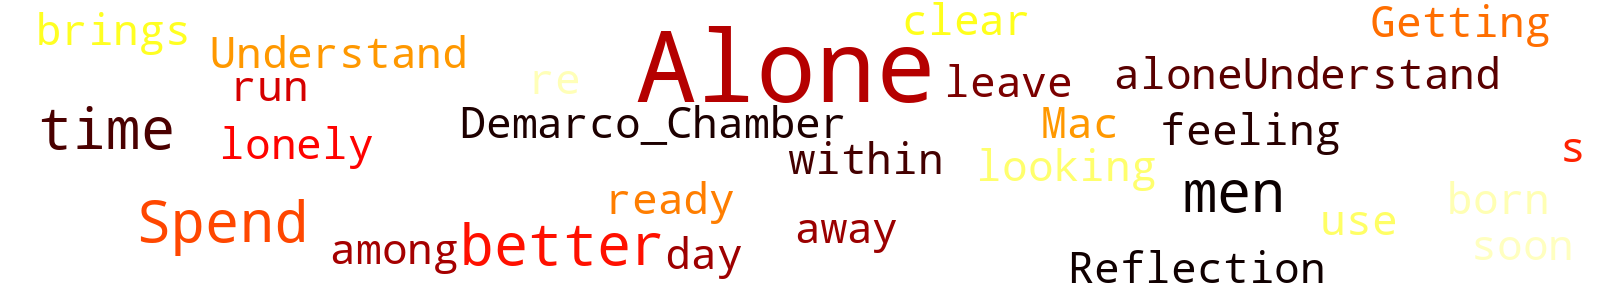 brings
Understand
run
re
Alone
clear
leave
aloneUnderstand
Getting
time
lonely
Demarco_Chamber
within
Mac
looking
feeling
men
s
Spend
among
better
ready
day
away
Reflection
use
born
soon